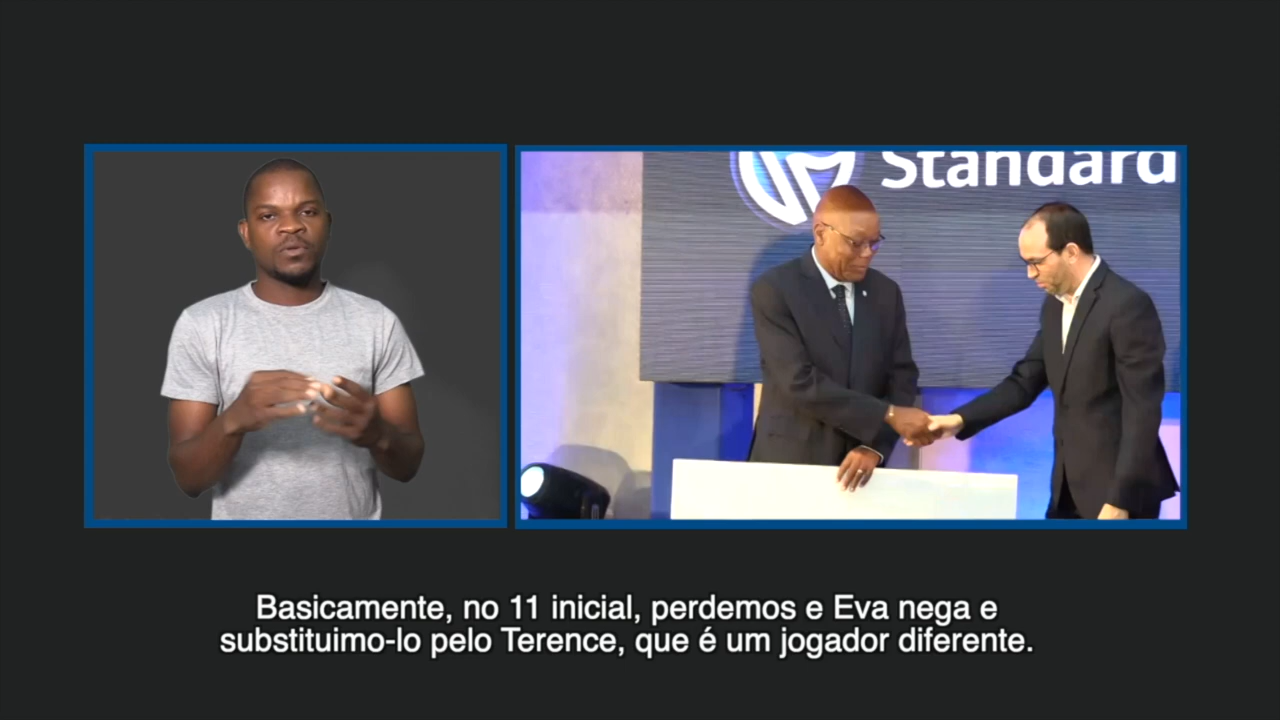 Standard
Basicamente, no 11 inicial, perdemos e Eva nega e
substituimo-lo pelo Terence, que é um jogador diferente.